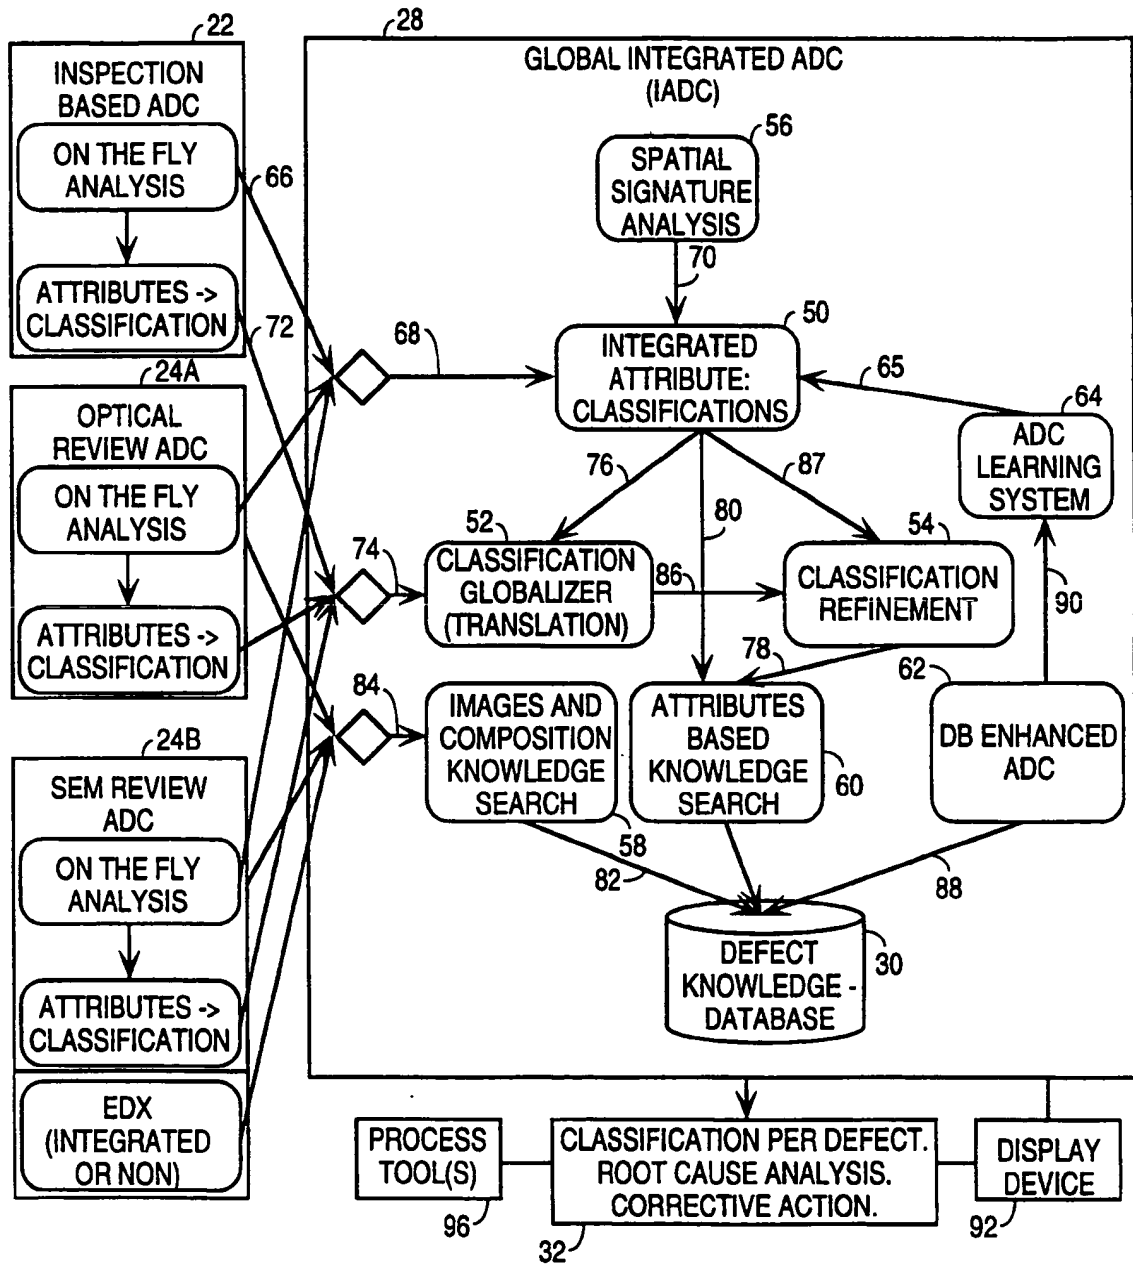 22
INSPECTION
BASED ADC
ON THE FLY
ANALYSIS
ATTRIBUTES ->
CLASSIFICATION
66
72
24A
OPTICAL
REVIEW ADC
ON THE FLY
ANALYSIS
ATTRIBUTES ->
CLASSIFICATION
24B
SEM REVIEW
ADC
ON THE FLY
ANALYSIS
ATTRIBUTES ->
CLASSIFICATION
EDX
(INTEGRATED
OR NON)
28
GLOBAL INTEGRATED ADC
(IADC)
56
SPATIAL
SIGNATURE
ANALYSIS
70
50
68
INTEGRATED
ATTRIBUTE:
CLASSIFICATIONS
65
64
ADC
LEARNING
SYSTEM
76
87
80
52
54
74
CLASSIFICATION
GLOBALIZER
(TRANSLATION)
86
CLASSIFICATION
REFINEMENT
90
78
62
84
IMAGES AND
COMPOSITION
KNOWLEDGE
SEARCH
58
ATTRIBUTES
BASED
KNOWLEDGE
SEARCH
60
DB ENHANCED
ADC
82
88
DEFECT
KNOWLEDGE -
DATABASE
30
PROCESS
TOOL(S)
96
CLASSIFICATION PER DEFECT.
ROOT CAUSE ANALYSIS.
CORRECTIVE ACTION.
32
DISPLAY
DEVICE
92